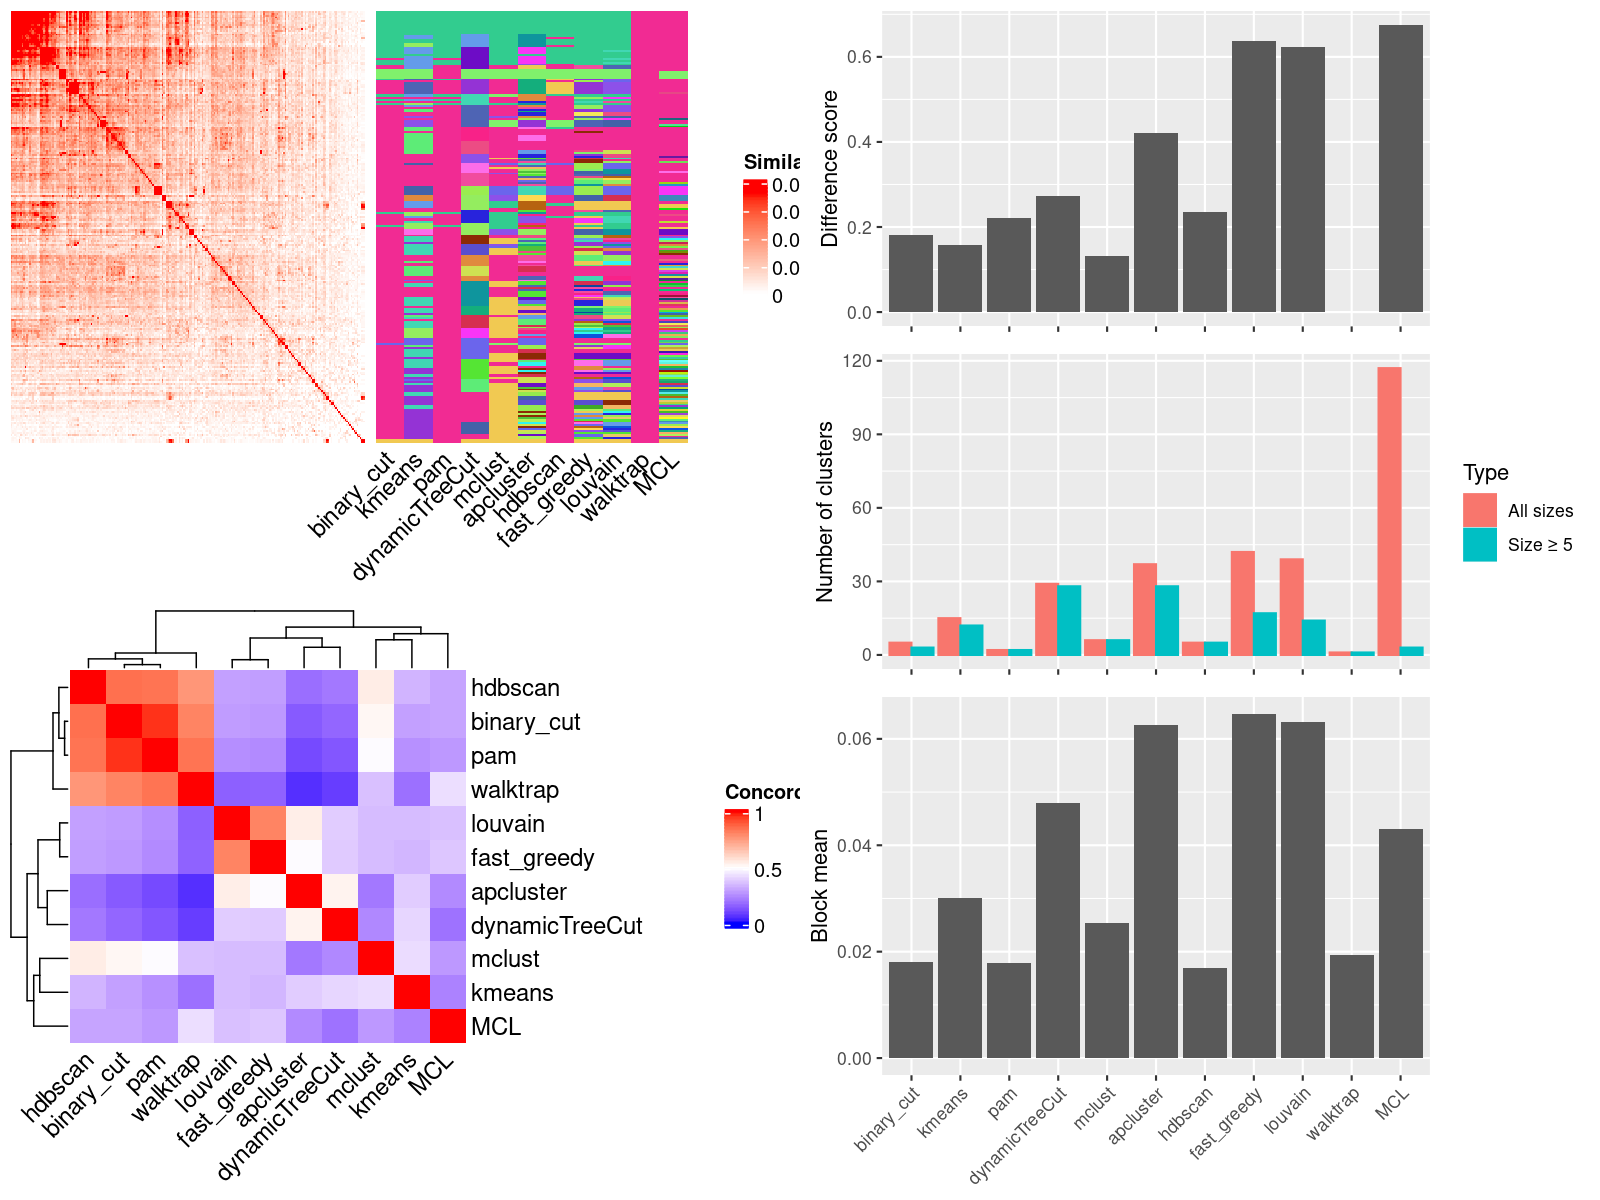 Simila
0.0
0.0
0.0
0.0
0
binary_cut
kmeans
pam
dynamicTreeCut
mclust
apcluster
hdbscan
fast_greedy
louvain
walktrap
MCL
hdbscan
binary_cut
pam
walktrap
louvain
fast_greedy
apcluster
dynamicTreeCut
mclust
kmeans
MCL
Concord
1
0.5
0
hdbscan
binary_cut
pam
walktrap
louvain
fast_greedy
apcluster
dynamicTreeCut
mclust
kmeans
MCL
Difference score
0.6
0.4
0.2
0.0
Number of clusters
120
90
60
30
0
Type
All sizes
Size ≥ 5
Block mean
0.06
0.04
0.02
0.00
binary_cut
kmeans
pam
dynamicTreeCut
mclust
apcluster
hdbscan
fast_greedy
louvain
walktrap
MCL